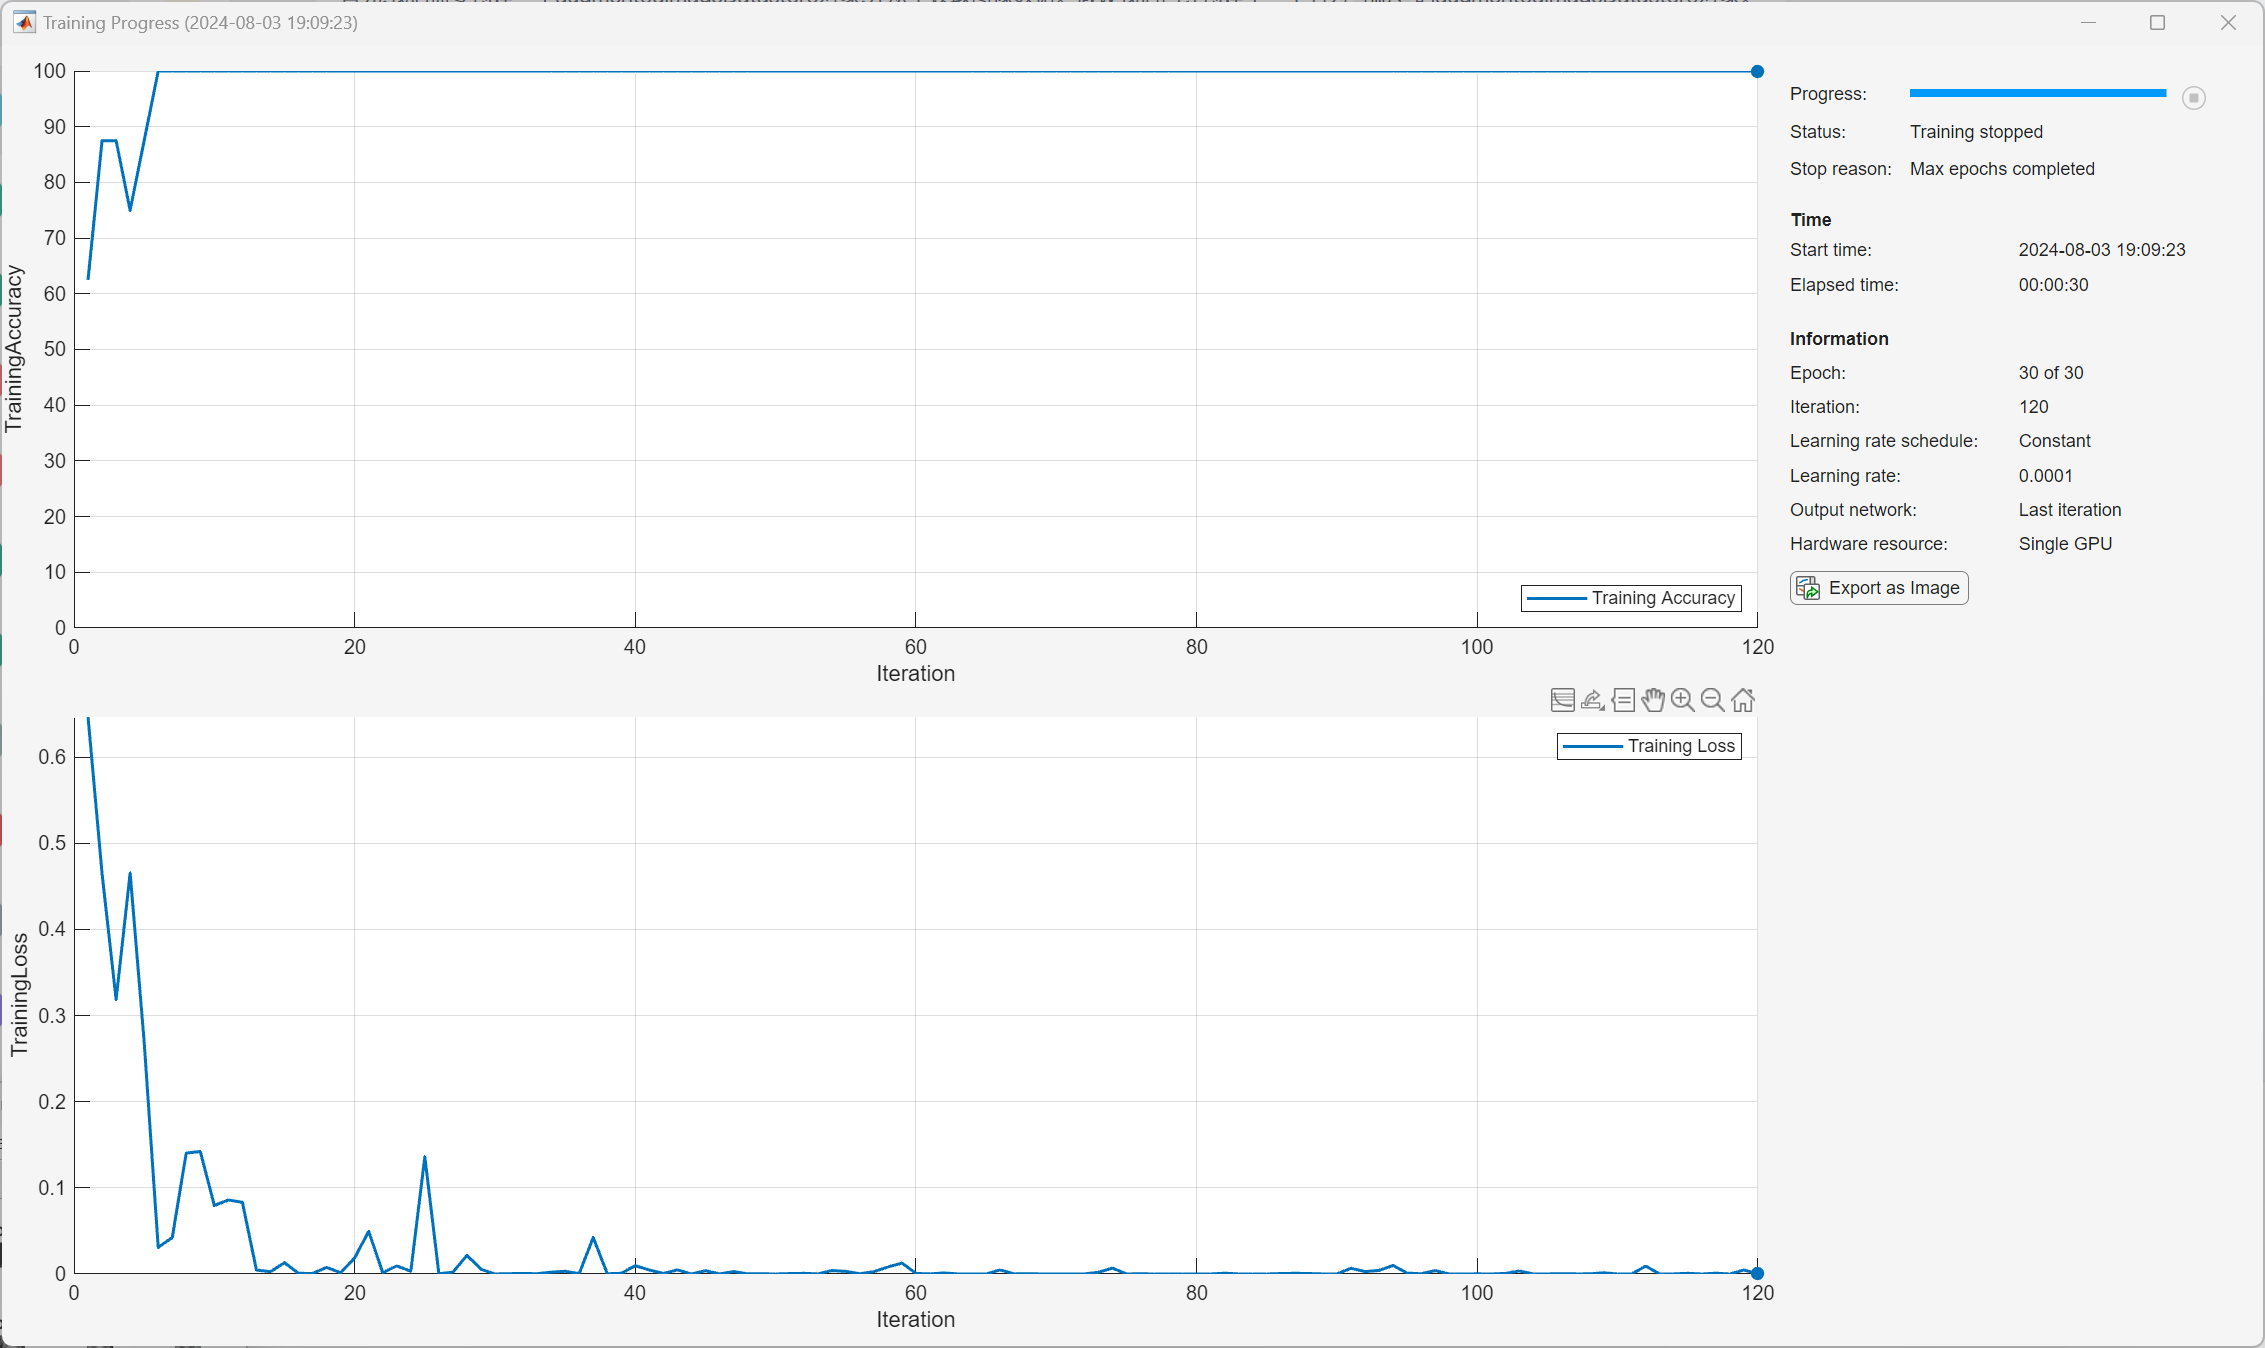 Training Progress (2024-08-03 19:09:23)
100
90
80
70
60
50
40
30
20
10
0
TrainingAccuracy
Training Accuracy
0 20 40 60 80 100 120
Iteration
0.6
0.5
0.4
0.3
0.2
0.1
0
TrainingLoss
Training Loss
0 20 40 60 80 100 120
Iteration
Progress:
Status: Training stopped
Stop reason: Max epochs completed
Time
Start time: 2024-08-03 19:09:23
Elapsed time: 00:00:30
Information
Epoch: 30 of 30
Iteration: 120
Learning rate schedule: Constant
Learning rate: 0.0001
Output network: Last iteration
Hardware resource: Single GPU
Export as Image